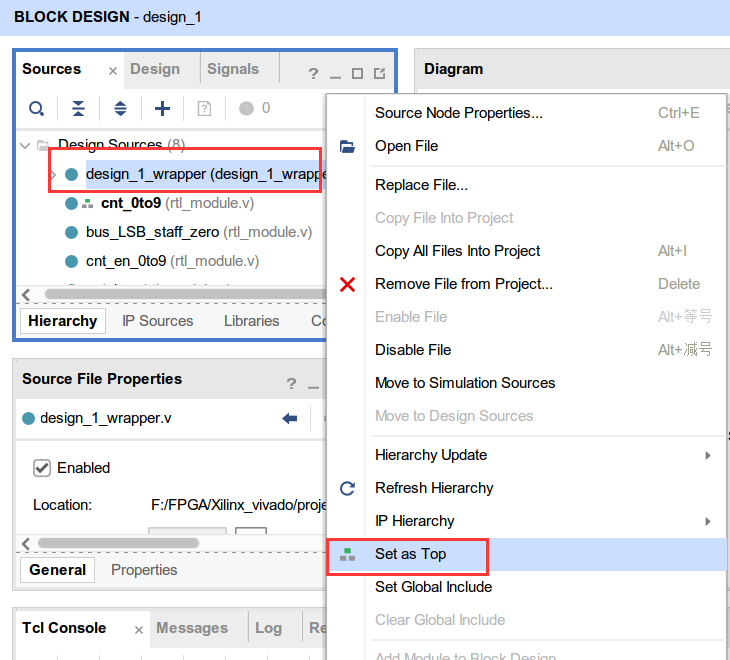 BLOCK DESIGN - design_1
Sources × Design Signals ? Diagram
0
Design Sources (8)
design_1_wrapper (design_1_wrappe
cnt_0to9 (rtl_module.v)
bus_LSB_staff_zero (rtl_module.v)
cnt_en_0to9 (rtl_module.v)
Hierarchy IP Sources Libraries Co
Source File Properties ?
design_1_wrapper.v
Enabled
Location: F:/FPGA/Xilinx_vivado/proje
General Properties
Tcl Console × Messages Log Re
Source Node Properties... Ctrl+E
Open File Alt+O
Replace File...
Copy File Into Project
Copy All Files Into Project Alt+I
Remove File from Project... Delete
Enable File Alt+等号
Disable File Alt+减号
Move to Simulation Sources
Move to Design Sources
Hierarchy Update
Refresh Hierarchy
IP Hierarchy
Set as Top
Set Global Include
Clear Global Include
Add Module to Block Design